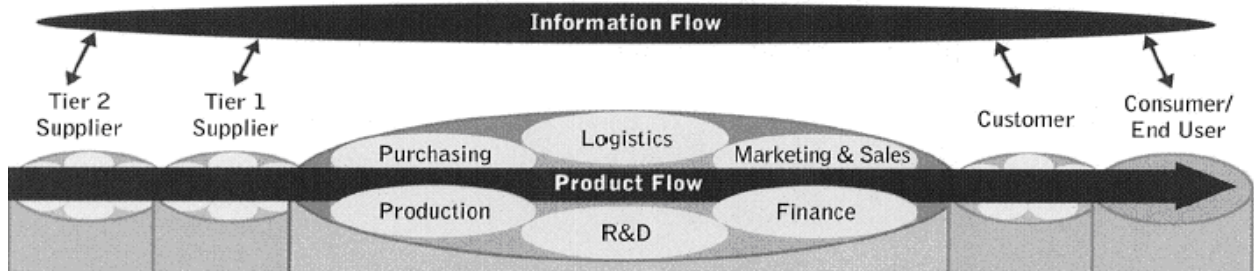 Information Flow
Tier 2
Supplier
Tier 1
Supplier
Customer
Consumer/
End User
Purchasing
Logistics
Marketing & Sales
Product Flow
Production
R&D
Finance